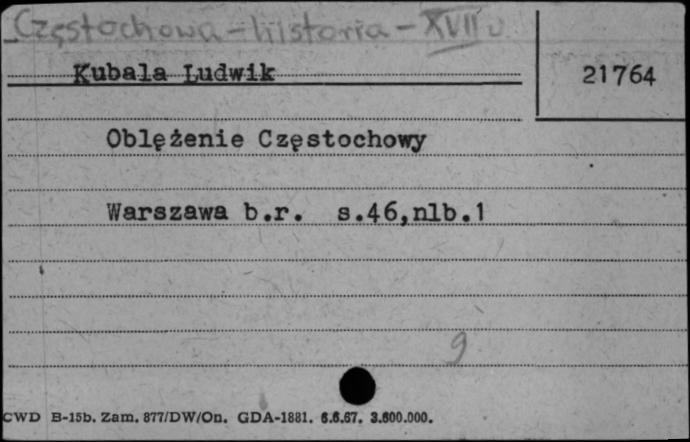 Częstochowa - historia - XVII w.
Kubala Ludwik
21764
Oblężenie Częstochowy
Warszawa b.r. s.46,nlb.1
9
CWD B-15b. Zam. 877/DW/On. GDA-1881. 6.6.67. 3.600.000.